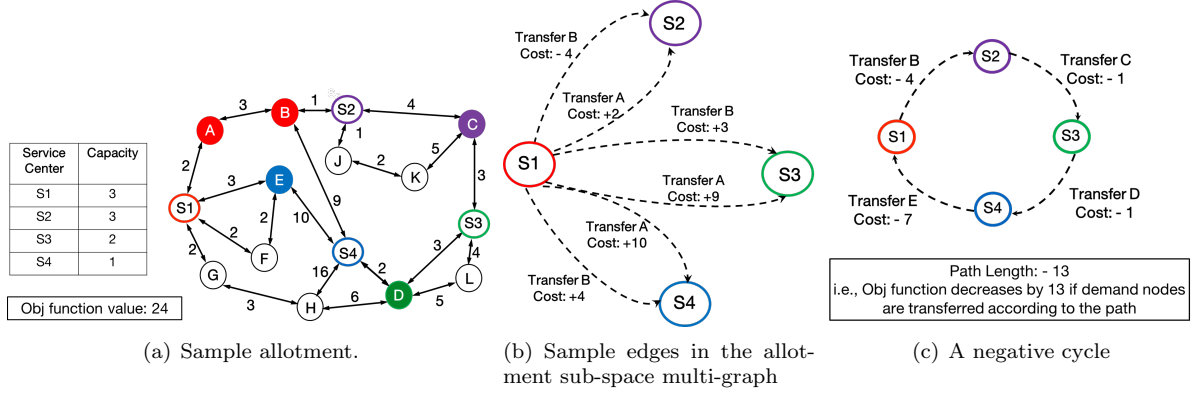 Service Center Capacity
S1 3
S2 3
S3 2
S4 1
Obj function value: 24
A
B
S2
C
J
K
E
S1
F
G
H
S4
D
S3
L
3
1
4
2
1
2
5
3
3
9
10
2
2
2
3
16
6
2
3
5
4
(a) Sample allotment.
S1
S2
S3
S4
Transfer B
Cost: - 4
Transfer A
Cost: +2
Transfer B
Cost: +3
Transfer A
Cost: +9
Transfer A
Cost: +10
Transfer B
Cost: +4
(b) Sample edges in the allot-
ment sub-space multi-graph
S2
S1
S3
S4
Transfer B
Cost: - 4
Transfer C
Cost: - 1
Transfer E
Cost: - 7
Transfer D
Cost: - 1
Path Length: - 13
i.e., Obj function decreases by 13 if demand nodes
are transferred according to the path
(c) A negative cycle